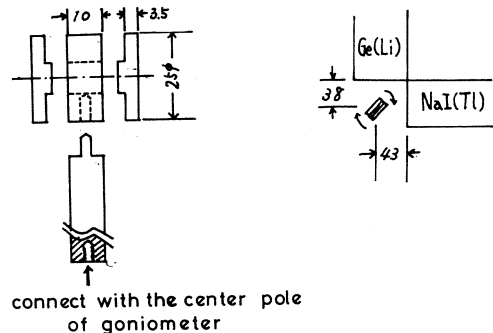 10
3.5
25φ
Ge(Li)
NaI(Tl)
38
43
connect with the center pole
of goniometer